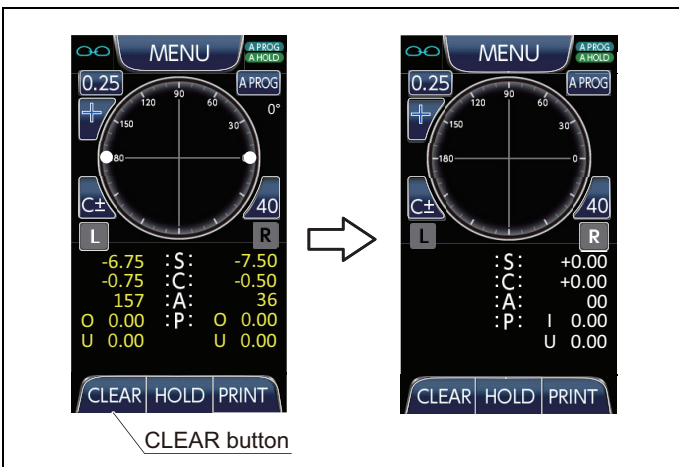 MENU
A PROG
A HOLD
0.25
A PROG
0°
90
120
60
150
30
80
C±
40
L
R
-6.75 :S: -7.50
-0.75 :C: -0.50
157 :A: 36
O 0.00 :P: O 0.00
U 0.00 U 0.00
CLEAR HOLD PRINT
CLEAR button
MENU
A PROG
A HOLD
0.25
A PROG
90
120
60
150
30
180
0
C±
40
L
R
:S: +0.00
:C: +0.00
:A: 00
:P: I 0.00
U 0.00
CLEAR HOLD PRINT